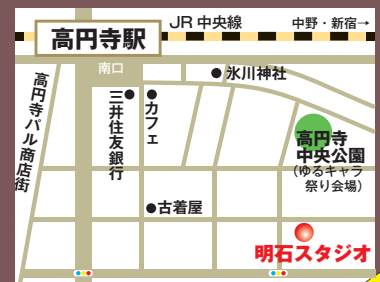 JR 中央線
中野・新宿→
高円寺駅
南口
氷川神社
高円寺パル商店街
三井住友銀行
カフェ
高円寺
中央公園
(ゆるキャラ
祭り会場)
古着屋
明石スタジオ